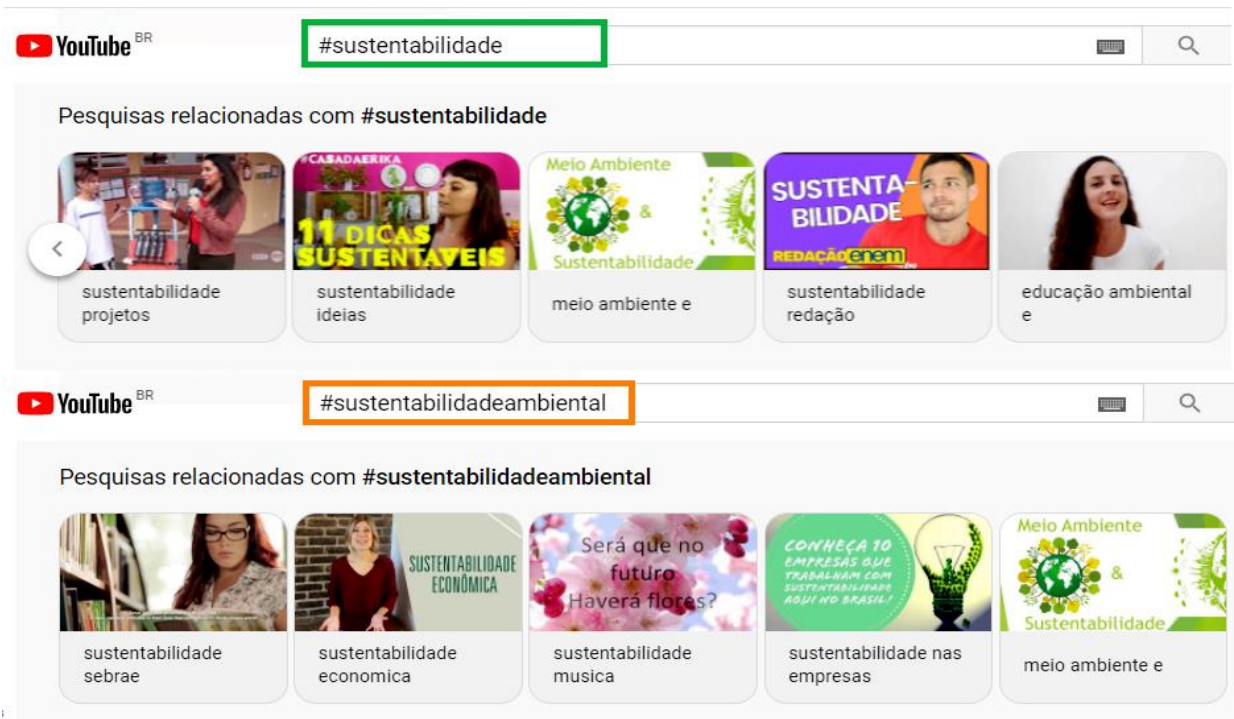 YouTube BR
#sustentabilidade
Pesquisas relacionadas com #sustentabilidade
#CASADAERIKA
11 DICAS
SUSTENTAVEIS
Meio Ambiente
&
Sustentabilidade
SUSTENTA-
BILIDADE
REDAÇÃO enem
sustentabilidade
projetos
sustentabilidade
ideias
meio ambiente e
sustentabilidade
redação
educação ambiental
e
YouTube BR
#sustentabilidadeambiental
Pesquisas relacionadas com #sustentabilidadeambiental
SUSTENTABILIDADE
ECONÔMICA
Será que no
futuro
Haverá flores?
CONHEÇA 10
EMPRESAS QUE
TRABALHAM COM
SUSTENTABILIDADE
AQUI NO BRASIL!
Meio Ambiente
&
Sustentabilidade
sustentabilidade
sebrae
sustentabilidade
economica
sustentabilidade
musica
sustentabilidade nas
empresas
meio ambiente e